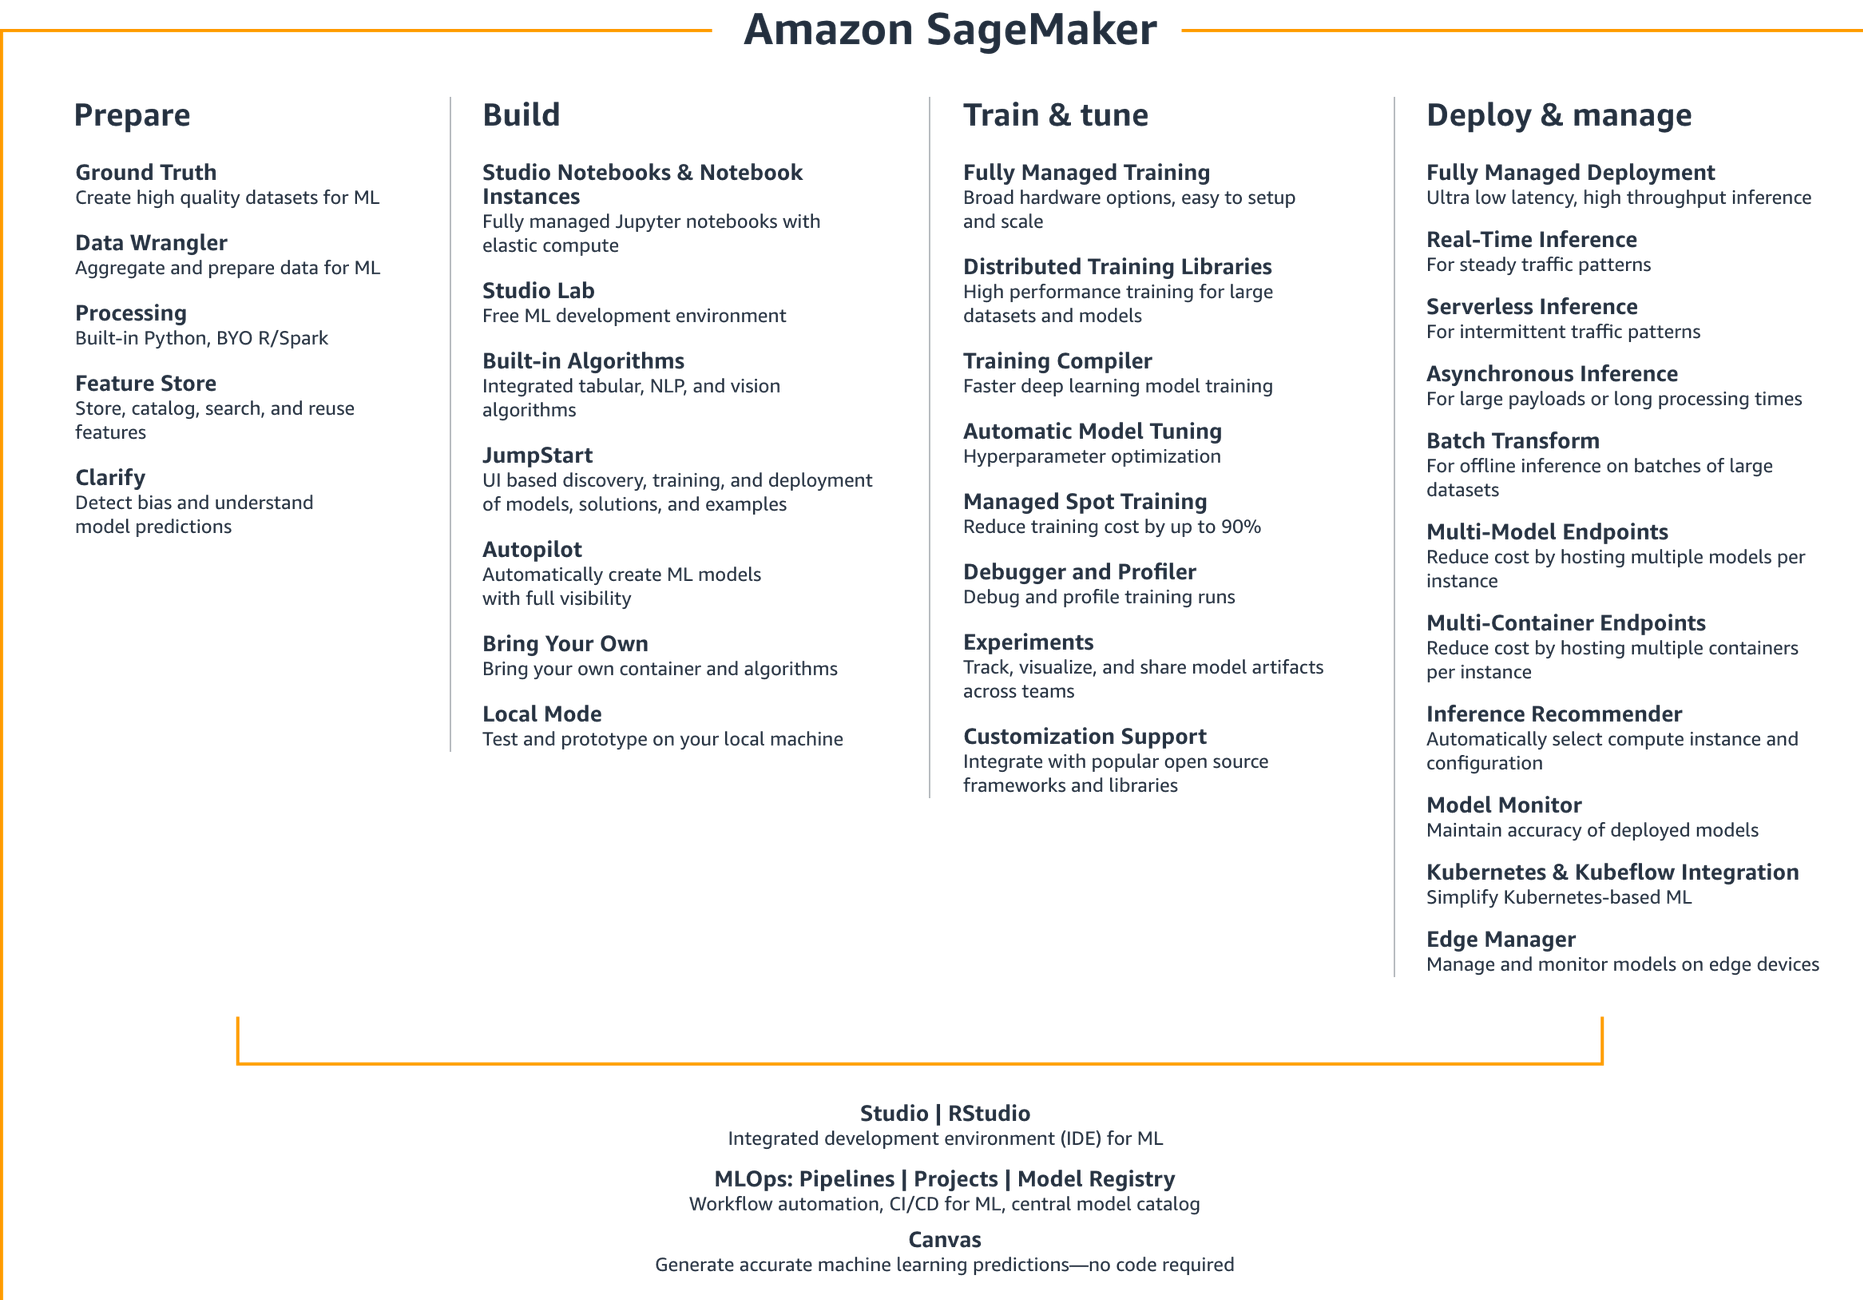 Amazon SageMaker
Prepare
Ground Truth
Create high quality datasets for ML
Data Wrangler
Aggregate and prepare data for ML
Processing
Built-in Python, BYO R/Spark
Feature Store
Store, catalog, search, and reuse
features
Clarify
Detect bias and understand
model predictions
Build
Studio Notebooks & Notebook
Instances
Fully managed Jupyter notebooks with
elastic compute
Studio Lab
Free ML development environment
Built-in Algorithms
Integrated tabular, NLP, and vision
algorithms
JumpStart
UI based discovery, training, and deployment
of models, solutions, and examples
Autopilot
Automatically create ML models
with full visibility
Bring Your Own
Bring your own container and algorithms
Local Mode
Test and prototype on your local machine
Train & tune
Fully Managed Training
Broad hardware options, easy to setup
and scale
Distributed Training Libraries
High performance training for large
datasets and models
Training Compiler
Faster deep learning model training
Automatic Model Tuning
Hyperparameter optimization
Managed Spot Training
Reduce training cost by up to 90%
Debugger and Profiler
Debug and profile training runs
Experiments
Track, visualize, and share model artifacts
across teams
Customization Support
Integrate with popular open source
frameworks and libraries
Deploy & manage
Fully Managed Deployment
Ultra low latency, high throughput inference
Real-Time Inference
For steady traffic patterns
Serverless Inference
For intermittent traffic patterns
Asynchronous Inference
For large payloads or long processing times
Batch Transform
For offline inference on batches of large
datasets
Multi-Model Endpoints
Reduce cost by hosting multiple models per
instance
Multi-Container Endpoints
Reduce cost by hosting multiple containers
per instance
Inference Recommender
Automatically select compute instance and
configuration
Model Monitor
Maintain accuracy of deployed models
Kubernetes & Kubeflow Integration
Simplify Kubernetes-based ML
Edge Manager
Manage and monitor models on edge devices
Studio | RStudio
Integrated development environment (IDE) for ML
MLOps: Pipelines | Projects | Model Registry
Workflow automation, CI/CD for ML, central model catalog
Canvas
Generate accurate machine learning predictions—no code required